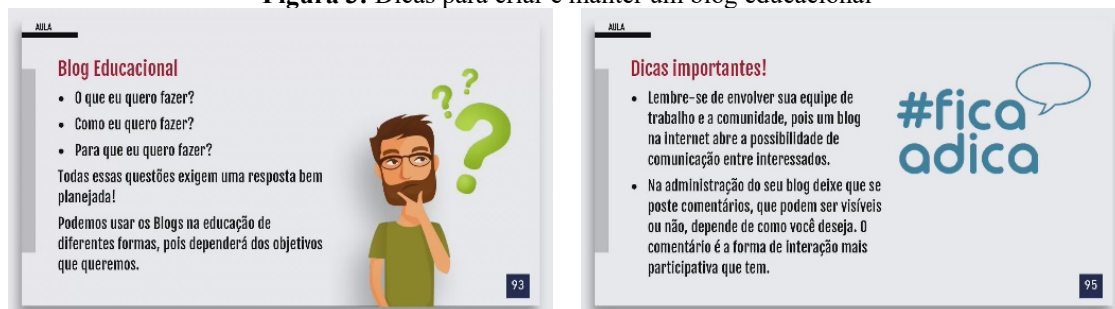 Figura 5: Dicas para criar e manter um blog educacional
AULA
Blog Educacional
• O que eu quero fazer?
• Como eu quero fazer?
• Para que eu quero fazer?
Todas essas questões exigem uma resposta bem
planejada!
Podemos usar os Blogs na educação de
diferentes formas, pois dependerá dos objetivos
que queremos.
???
93
AULA
Dicas importantes!
• Lembre-se de envolver sua equipe de
trabalho e a comunidade, pois um blog
na internet abre a possibilidade de
comunicação entre interessados.
• Na administração do seu blog deixe que se
poste comentários, que podem ser visíveis
ou não, depende de como você deseja. O
comentário é a forma de interação mais
participativa que tem.
#fica
adica
95